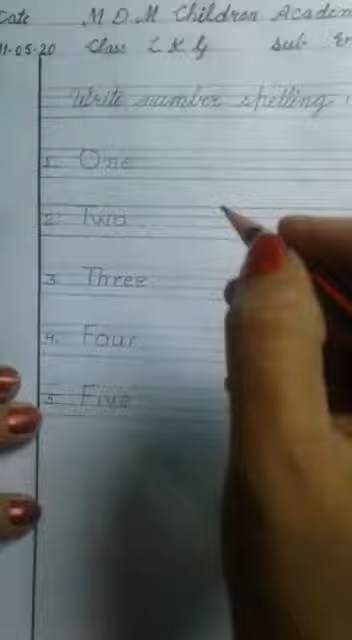 Date M D M Children Academ
11-05-20 Class L K G Sub- En
Write number spelling
1. One
2. Two
3. Three
4. Four
5. Five